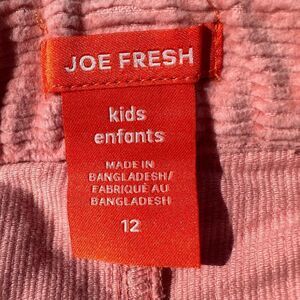 JOE FRESH
kids
enfants
MADE IN
BANGLADESH/
FABRIQUÉ AU
BANGLADESH
12